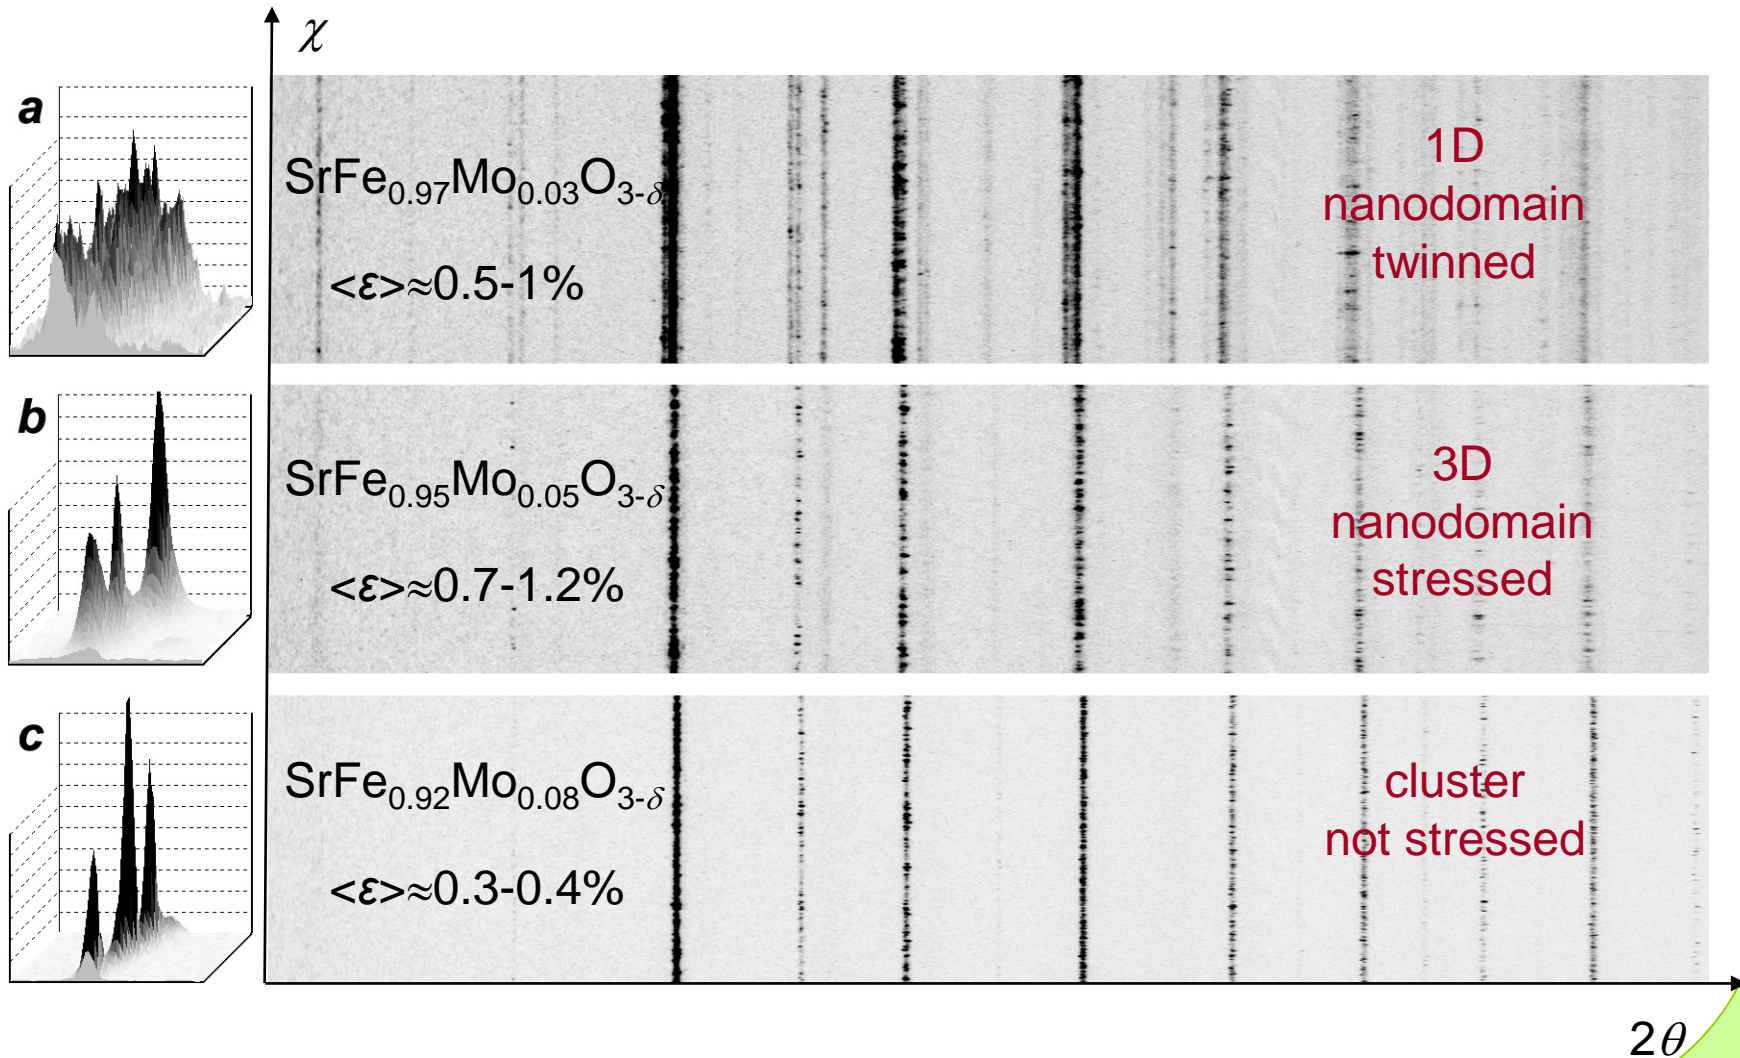 χ
a
SrFe0.97Mo0.03O3-δ
<ε>≈0.5-1%
1D
nanodomain
twinned
b
SrFe0.95Mo0.05O3-δ
<ε>≈0.7-1.2%
3D
nanodomain
stressed
c
SrFe0.92Mo0.08O3-δ
<ε>≈0.3-0.4%
cluster
not stressed
2θ